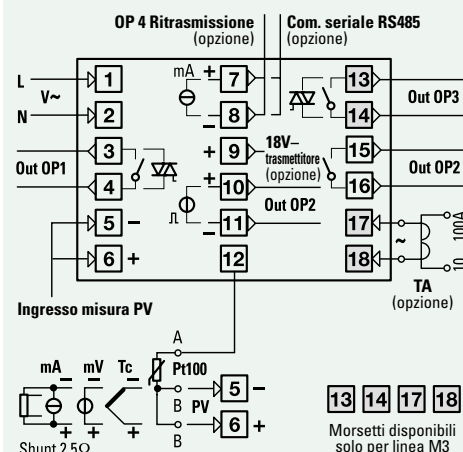 OP 4 Ritrasmissione
(opzione)
Com. seriale RS485
(opzione)
L
V~
N
1
2
mA
+
7
–
8
13
14
Out OP3
Out OP1
3
4
+
9
18V–
trasmettitore
(opzione)
+
10
–
11
Out OP2
15
16
Out OP2
5 –
6 +
12
17
18
~
100A
10
TA
(opzione)
Ingresso misura PV
A
Pt100
B
B
PV
5 –
6 +
mA
mV
Tc
–
–
–
+
+
+
Shunt 2.5Ω
13 14 17 18
Morsetti disponibili
solo per linea M3